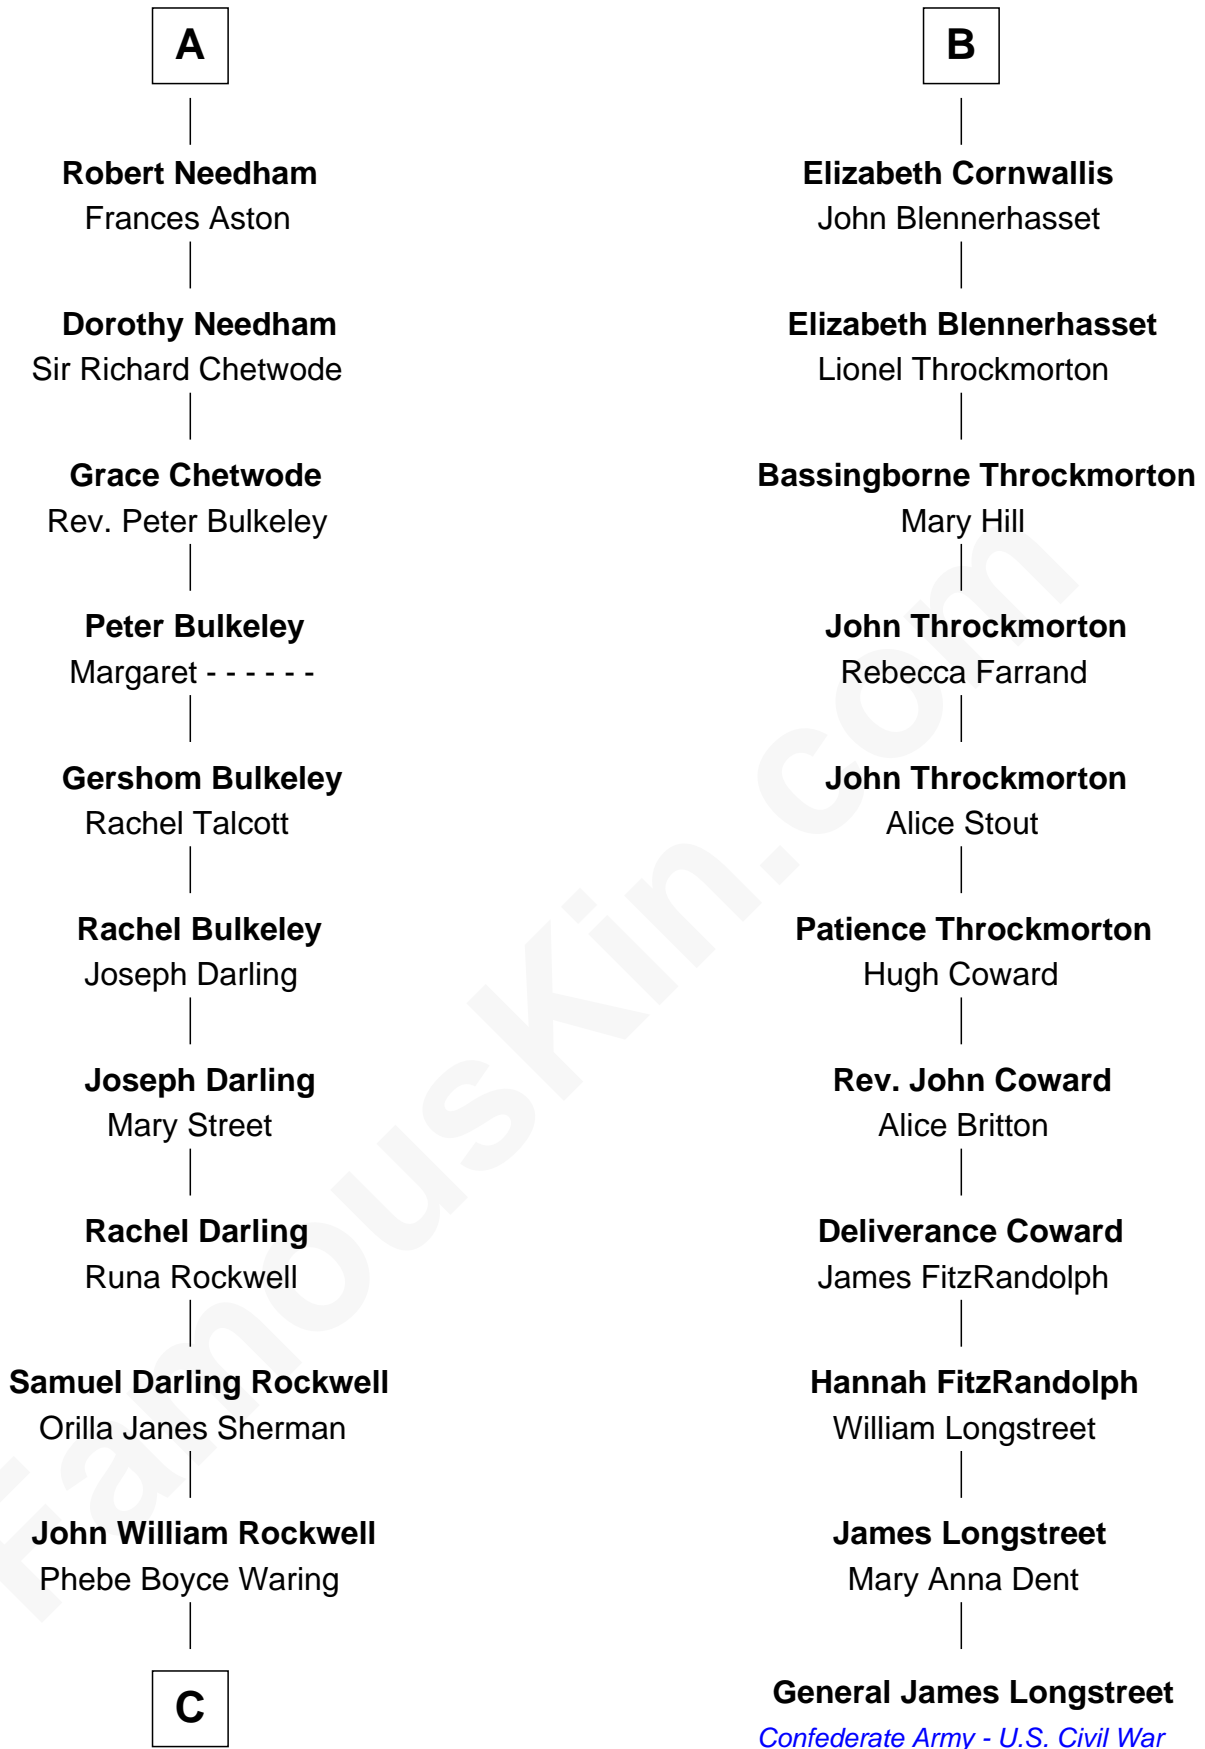 A
Robert Needham
Frances Aston
Dorothy Needham
Sir Richard Chetwode
Grace Chetwode
Rev. Peter Bulkeley
Peter Bulkeley
Margaret - - - - - -
Gershom Bulkeley
Rachel Talcott
Rachel Bulkeley
Joseph Darling
Joseph Darling
Mary Street
Rachel Darling
Runa Rockwell
Samuel Darling Rockwell
Orilla Janes Sherman
John William Rockwell
Phebe Boyce Waring
C
B
Elizabeth Cornwallis
John Blennerhasset
Elizabeth Blennerhasset
Lionel Throckmorton
Bassingborne Throckmorton
Mary Hill
John Throckmorton
Rebecca Farrand
John Throckmorton
Alice Stout
Patience Throckmorton
Hugh Coward
Rev. John Coward
Alice Britton
Deliverance Coward
James FitzRandolph
Hannah FitzRandolph
William Longstreet
James Longstreet
Mary Anna Dent
General James Longstreet
Confederate Army - U.S. Civil War
FamousKin.com